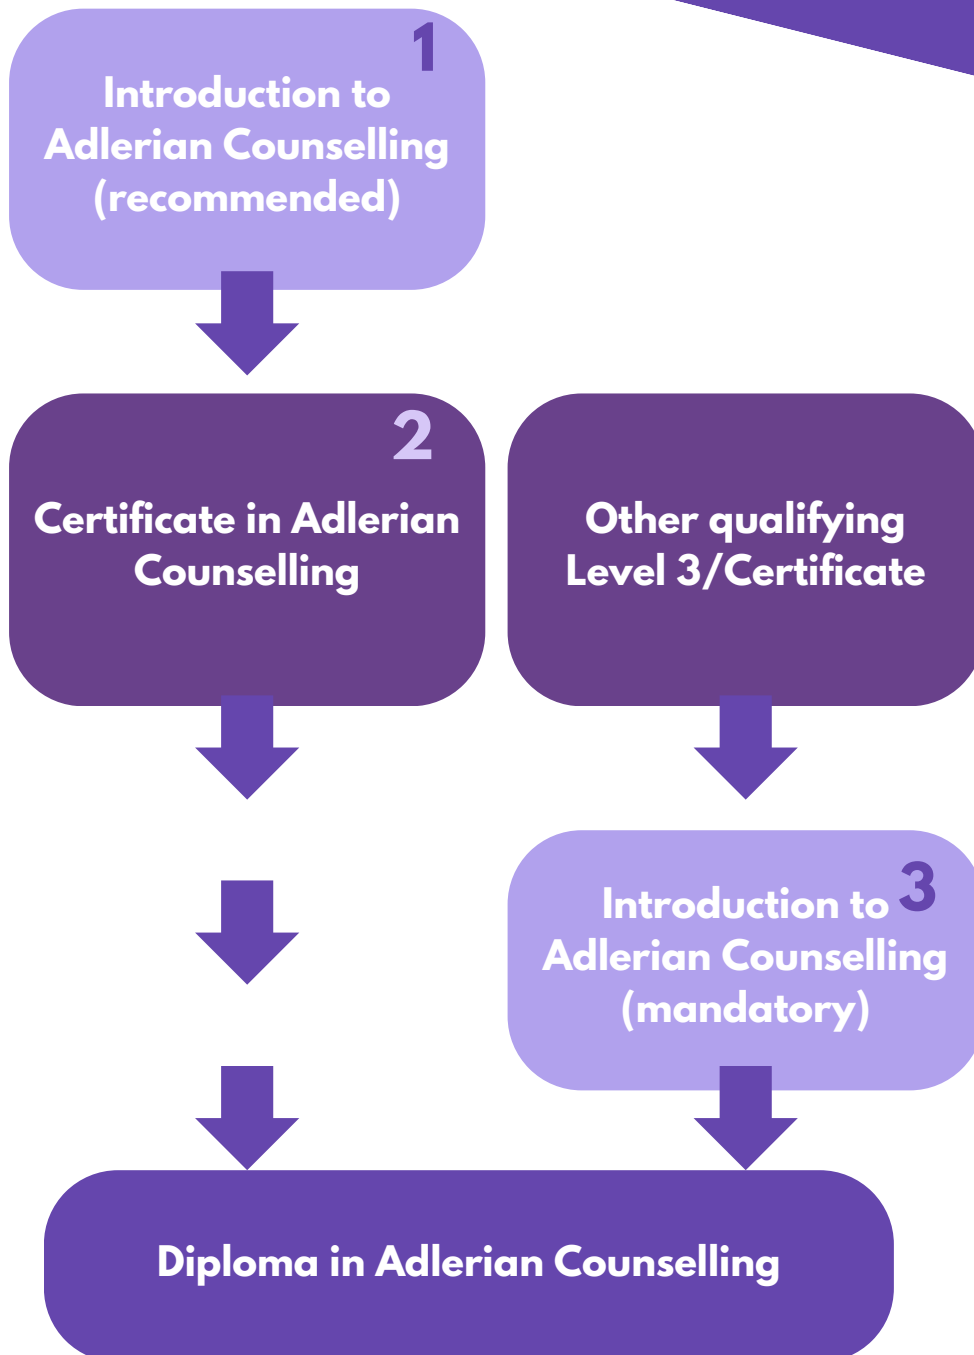 1
Introduction to
Adlerian Counselling
(recommended)
2
Certificate in Adlerian
Counselling
Other qualifying
Level 3/Certificate
3
Introduction to
Adlerian Counselling
(mandatory)
Diploma in Adlerian Counselling